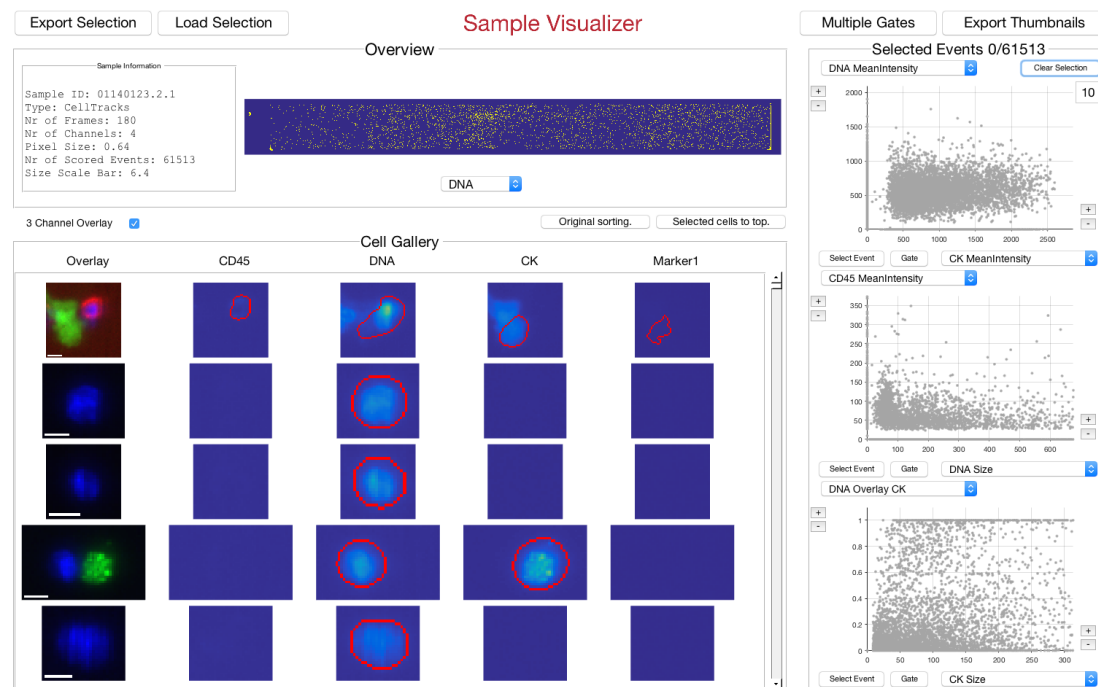 Export Selection
Load Selection
Sample Visualizer
Multiple Gates
Export Thumbnails
Overview
Sample Information
Sample ID: 01140123.2.1
Type: CellTracks
Nr of Frames: 180
Nr of Channels: 4
Pixel Size: 0.64
Nr of Scored Events: 61513
Size Scale Bar: 6.4
DNA
3 Channel Overlay
Original sorting.
Selected cells to top.
Cell Gallery
Overlay CD45 DNA CK Marker1
Selected Events 0/61513
DNA MeanIntensity
Clear Selection
+
-
10
2000
1500
1000
500
0
0 500 1000 1500 2000 2500
+
-
Select Event
Gate
CK MeanIntensity
CD45 MeanIntensity
+
-
350
300
250
200
150
100
50
0
0 100 200 300 400 500 600
+
-
Select Event
Gate
DNA Size
DNA Overlay CK
+
-
1
0.8
0.6
0.4
0.2
0
0 50 100 150 200 250 300
+
-
Select Event
Gate
CK Size